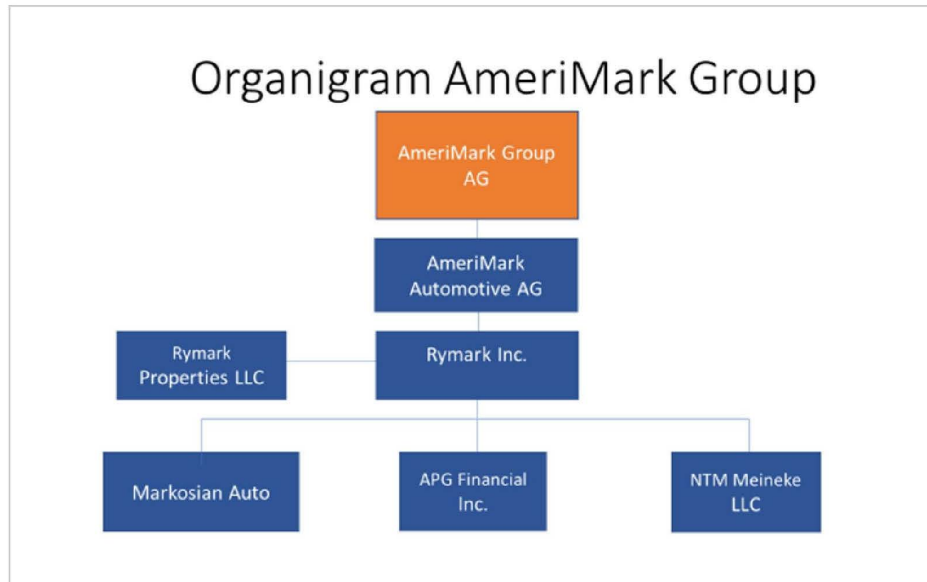 Organigram AmeriMark Group
AmeriMark Group
AG
AmeriMark
Automotive AG
Rymark
Properties LLC
Rymark Inc.
Markosian Auto
APG Financial
Inc.
NTM Meineke
LLC